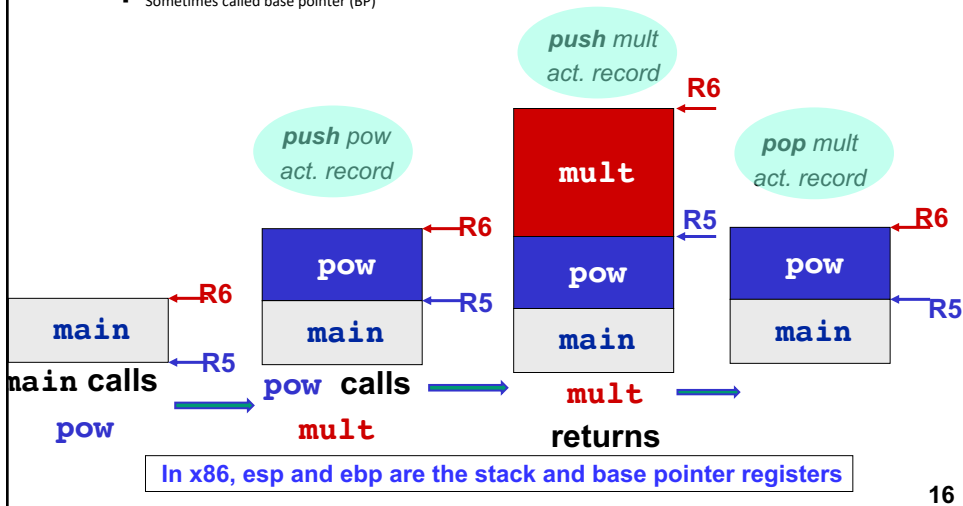 ▪ Sometimes called base pointer (BP)
push mult
act. record
R6
push pow
act. record
pop mult
act. record
mult
R6
R5
R6
pow
pow
pow
R6
R5
R5
main
main
main
main
R5
main calls
pow
pow calls
mult
mult
returns
In x86, esp and ebp are the stack and base pointer registers
16